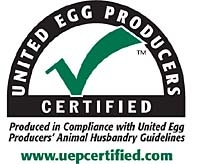 UNITED EGG PRODUCERS
TM
CERTIFIED
Produced in Compliance with United Egg
Producers' Animal Husbandry Guidelines
www.uepcertified.com